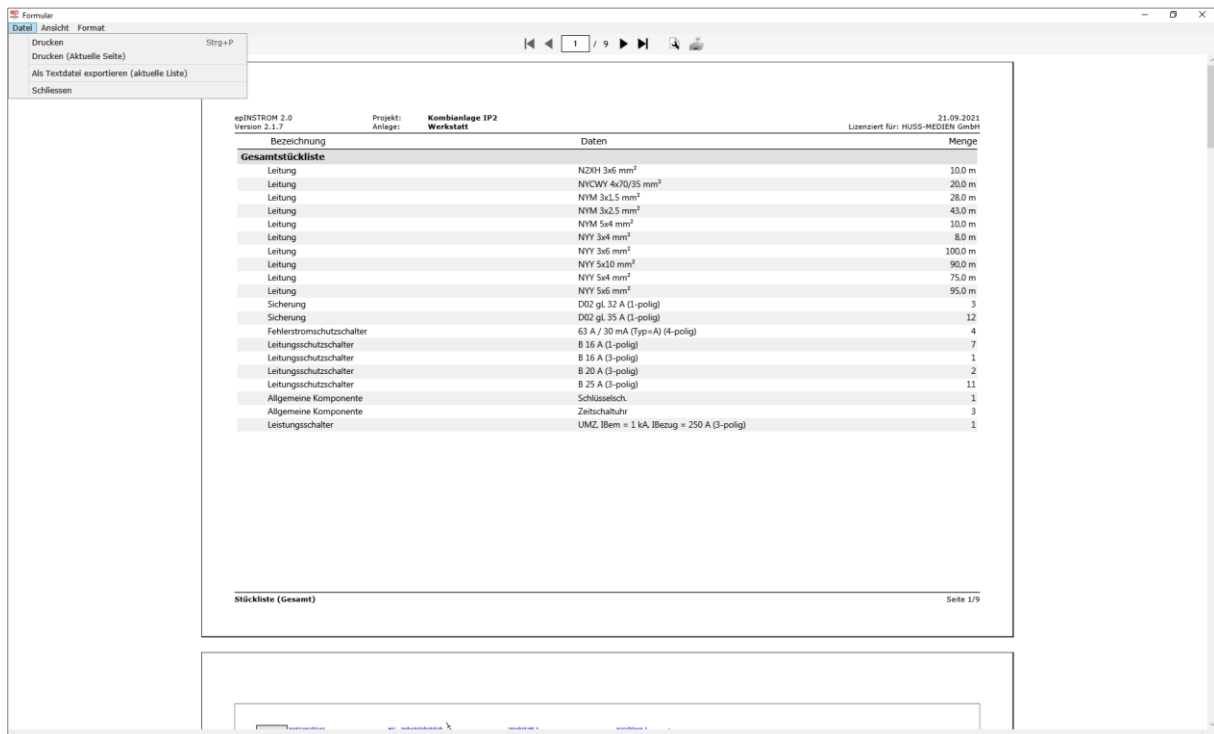 Formular
Datei Ansicht Format
Drucken Strg+P
Drucken (Aktuelle Seite)
Als Textdatei exportieren (aktuelle Liste)
Schliessen
1 / 9
epINSTROM 2.0 Projekt: Kombianlage IP2 21.09.2021
Version 2.1.7 Anlage: Werkstatt Lizenziert für: HUSS-MEDIEN GmbH
Bezeichnung Daten Menge
Gesamtstückliste
Leitung N2XH 3x6 mm² 10,0 m
Leitung NYCWY 4x70/35 mm² 20,0 m
Leitung NYM 3x1.5 mm² 28,0 m
Leitung NYM 3x2.5 mm² 43,0 m
Leitung NYM 5x4 mm² 10,0 m
Leitung NYY 3x4 mm² 8,0 m
Leitung NYY 3x6 mm² 100,0 m
Leitung NYY 5x10 mm² 90,0 m
Leitung NYY 5x4 mm² 75,0 m
Leitung NYY 5x6 mm² 95,0 m
Sicherung D02 gL 32 A (1-polig) 3
Sicherung D02 gL 35 A (1-polig) 12
Fehlerstromschutzschalter 63 A / 30 mA (Typ=A) (4-polig) 4
Leitungsschutzschalter B 16 A (1-polig) 7
Leitungsschutzschalter B 16 A (3-polig) 1
Leitungsschutzschalter B 20 A (3-polig) 2
Leitungsschutzschalter B 25 A (3-polig) 11
Allgemeine Komponente Schlüsselsch. 1
Allgemeine Komponente Zeitschaltuhr 3
Leistungsschalter UMZ, IBem = 1 kA, IBezug = 250 A (3-polig) 1
Stückliste (Gesamt) Seite 1/9